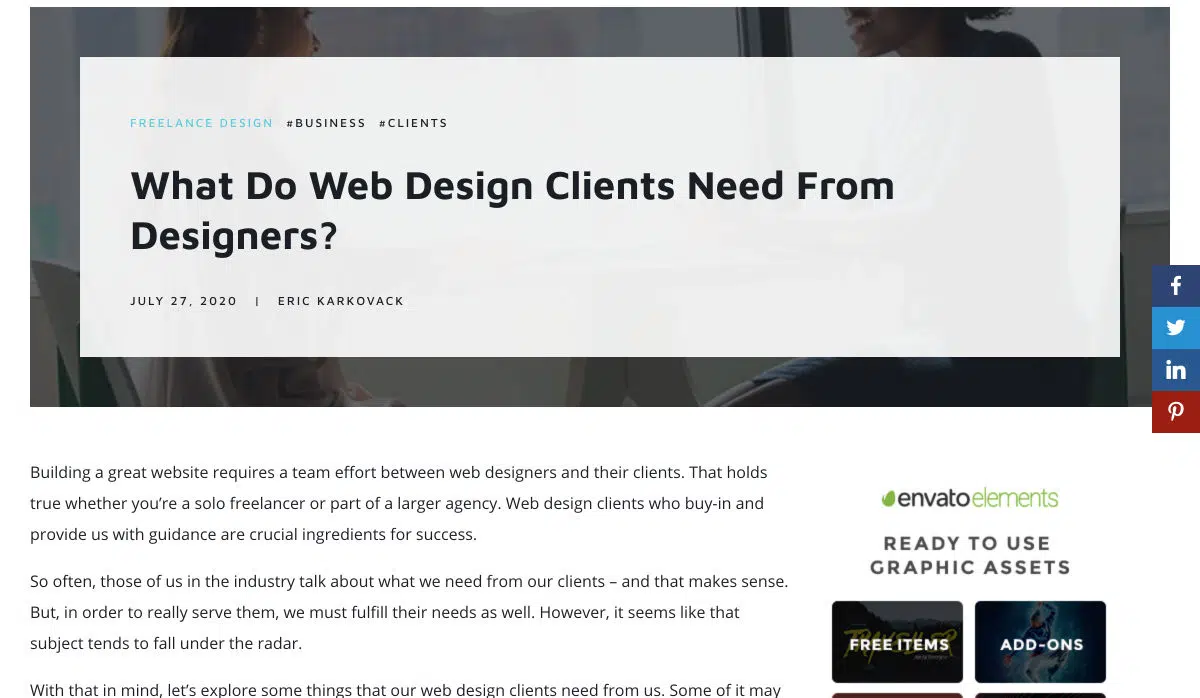 FREELANCE DESIGN #BUSINESS #CLIENTS
What Do Web Design Clients Need From
Designers?
JULY 27, 2020 | ERIC KARKOVACK
f
in
Building a great website requires a team effort between web designers and their clients. That holds
true whether you’re a solo freelancer or part of a larger agency. Web design clients who buy-in and
provide us with guidance are crucial ingredients for success.
So often, those of us in the industry talk about what we need from our clients – and that makes sense.
But, in order to really serve them, we must fulfill their needs as well. However, it seems like that
subject tends to fall under the radar.
With that in mind, let’s explore some things that our web design clients need from us. Some of it may
envato elements
READY TO USE
GRAPHIC ASSETS
FREE ITEMS
ADD-ONS